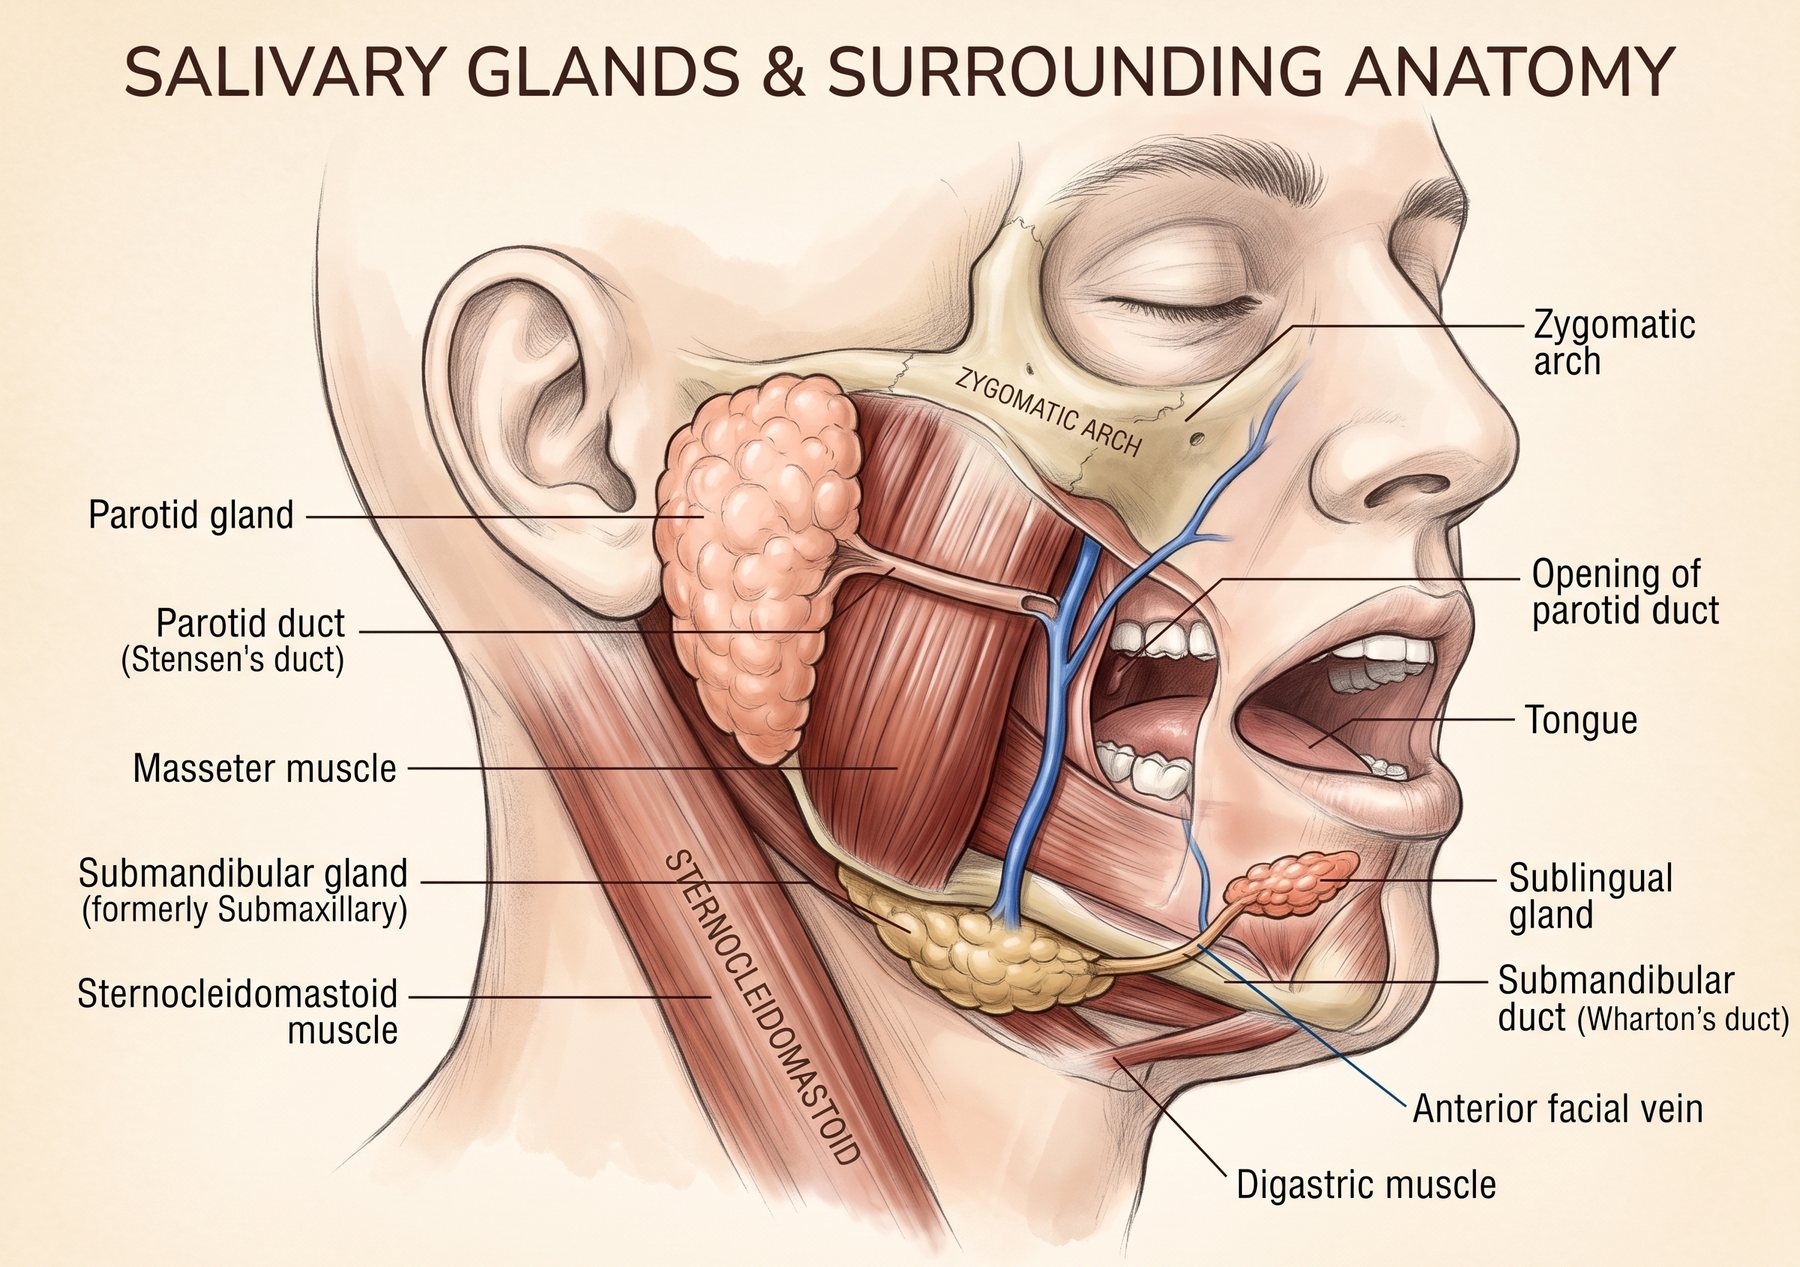 SALIVARY GLANDS & SURROUNDING ANATOMY
Zygomatic
arch
ZYGOMATIC ARCH
Parotid gland
Opening of
parotid duct
Parotid duct
(Stensen's duct)
Tongue
Masseter muscle
Submandibular gland
(formerly Submaxillary)
STERNOCLEIDOMASTOID
Sublingual
gland
Sternocleidomastoid
muscle
Submandibular
duct (Wharton's duct)
Anterior facial vein
Digastric muscle